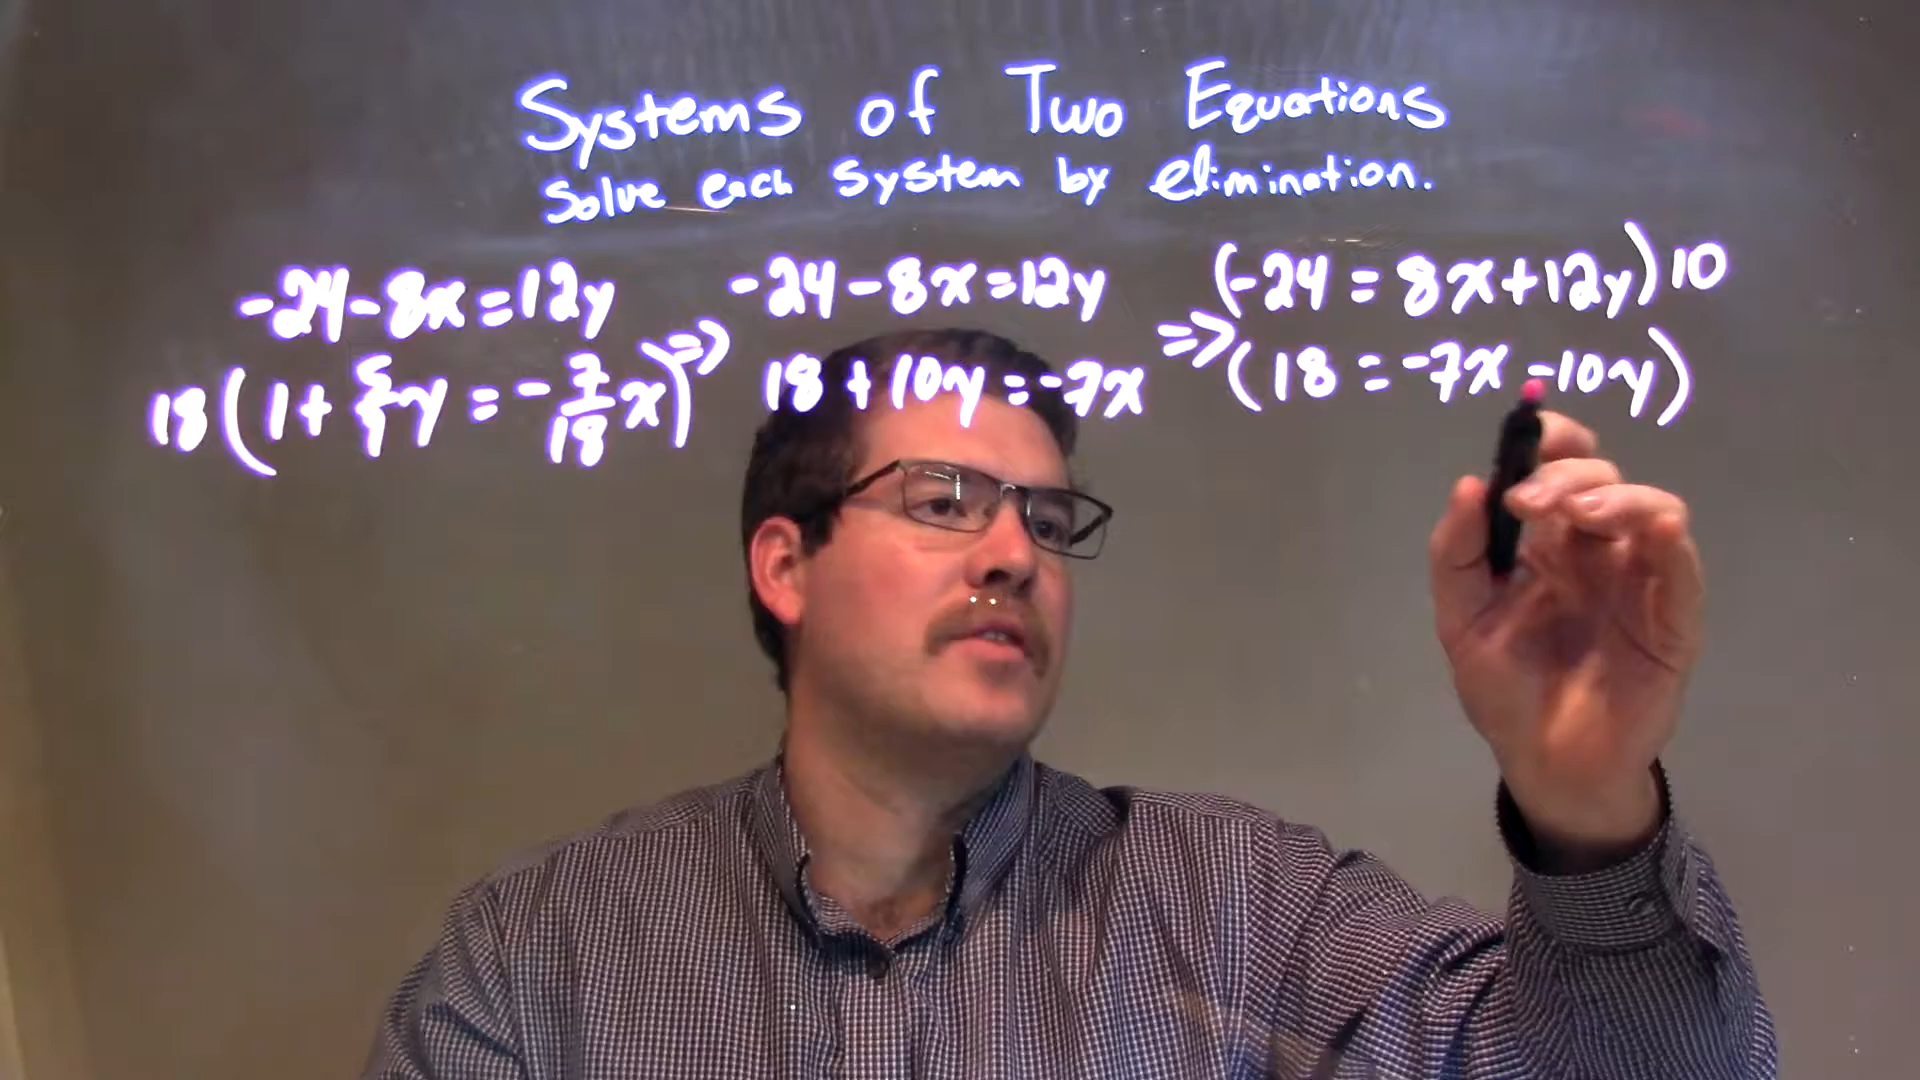 Systems of Two Equations
Solve each system by elimination.
-24-8x=12y => -24-8x=12y => (-24 = 8x+12y)10
18(1+5/9y = -7/18x) 18+10y=-7x (18 = -7x-10y)